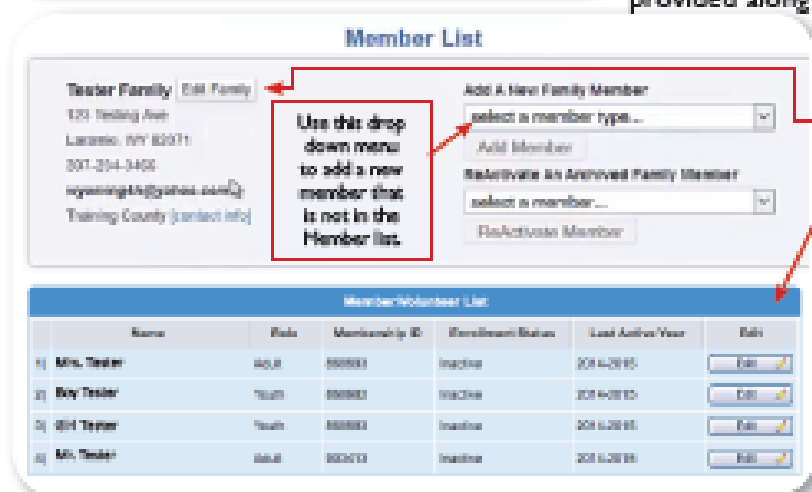 provided along
Member List
Tester Family Edit Family
123 Testing Ave
Laramie, WY
Training County [contact info]
Use this drop
down menu
to add a new
member that
is not in the
Member list.
Add A New Family Member
select a member type...
Add Member
ReActivate An Archived Family Member
select a member...
ReActivate Member
Member/Volunteer List
Name Role Membership ID Enrollment Status Last Active Year Edit
1] Mrs. Tester Adult Inactive 2014-2015 Edit
2] Boy Tester Youth Inactive 2014-2015 Edit
3] Girl Tester Youth Inactive 2014-2015 Edit
4] Mr. Tester Adult Inactive 2014-2015 Edit